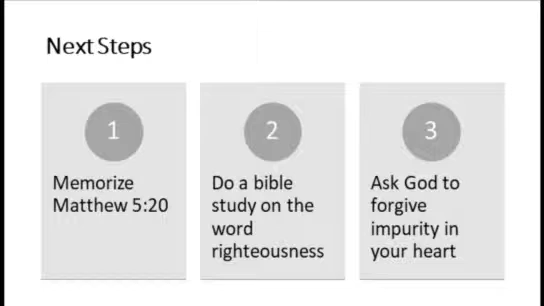 Next Steps
1
Memorize
Matthew 5:20
2
Do a bible
study on the
word
righteousness
3
Ask God to
forgive
impurity in
your heart